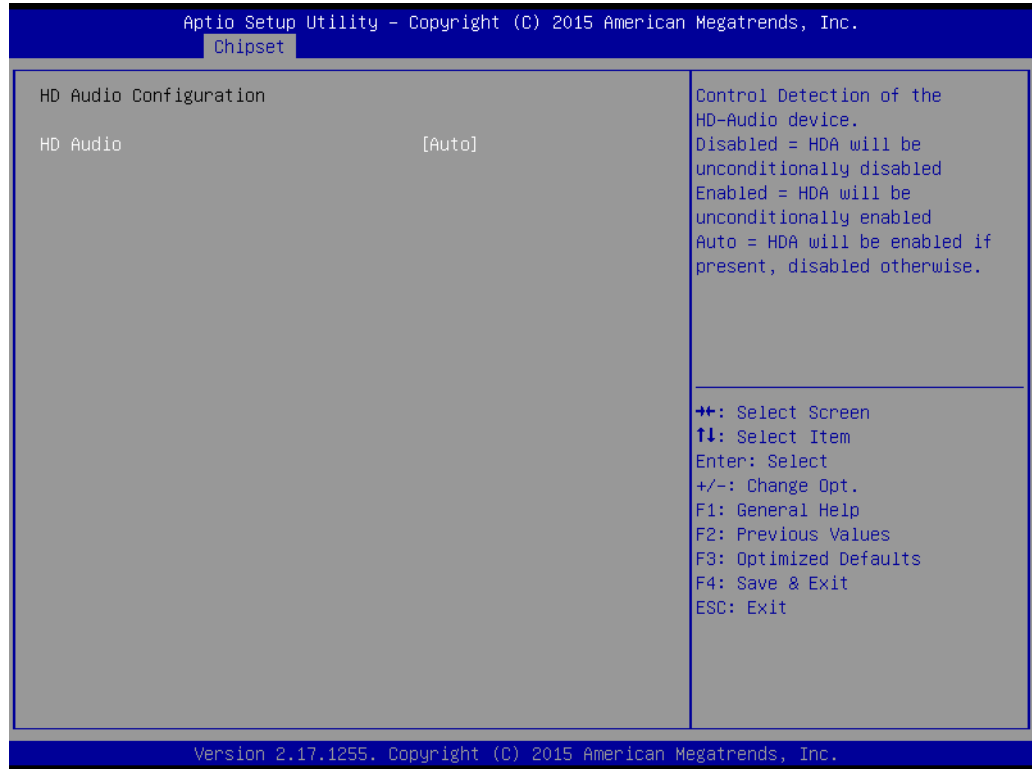 Aptio Setup Utility – Copyright (C) 2015 American Megatrends, Inc.
Chipset
HD Audio Configuration
HD Audio [Auto]
Control Detection of the
HD-Audio device.
Disabled = HDA will be
unconditionally disabled
Enabled = HDA will be
unconditionally enabled
Auto = HDA will be enabled if
present, disabled otherwise.
→←: Select Screen
↑↓: Select Item
Enter: Select
+/-: Change Opt.
F1: General Help
F2: Previous Values
F3: Optimized Defaults
F4: Save & Exit
ESC: Exit
Version 2.17.1255. Copyright (C) 2015 American Megatrends, Inc.